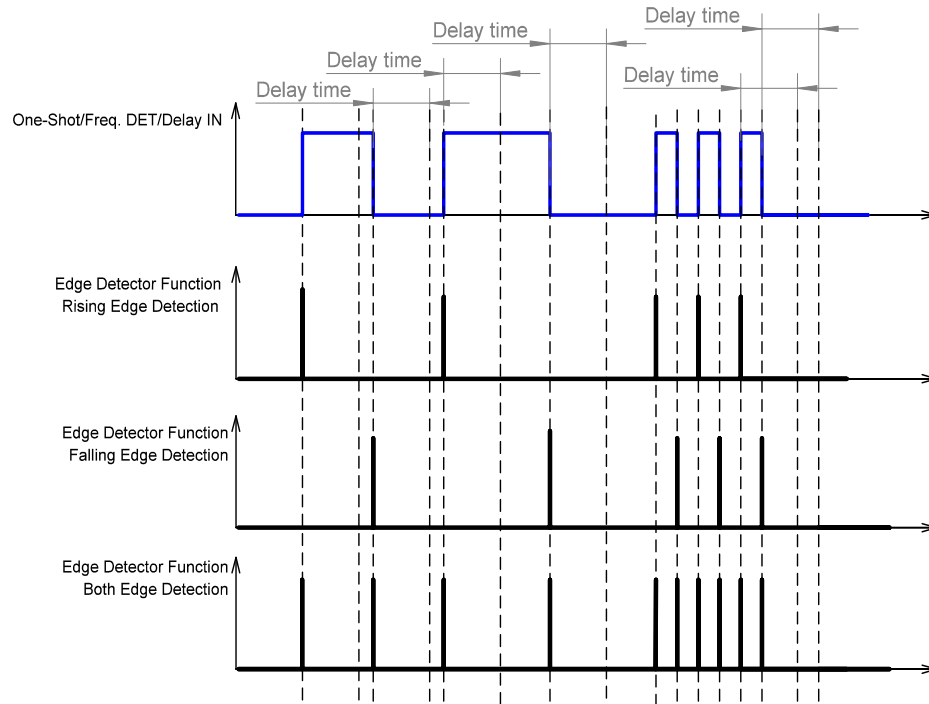 Delay time
Delay time
Delay time
Delay time
Delay time
One-Shot/Freq. DET/Delay IN
Edge Detector Function
Rising Edge Detection
Edge Detector Function
Falling Edge Detection
Edge Detector Function
Both Edge Detection